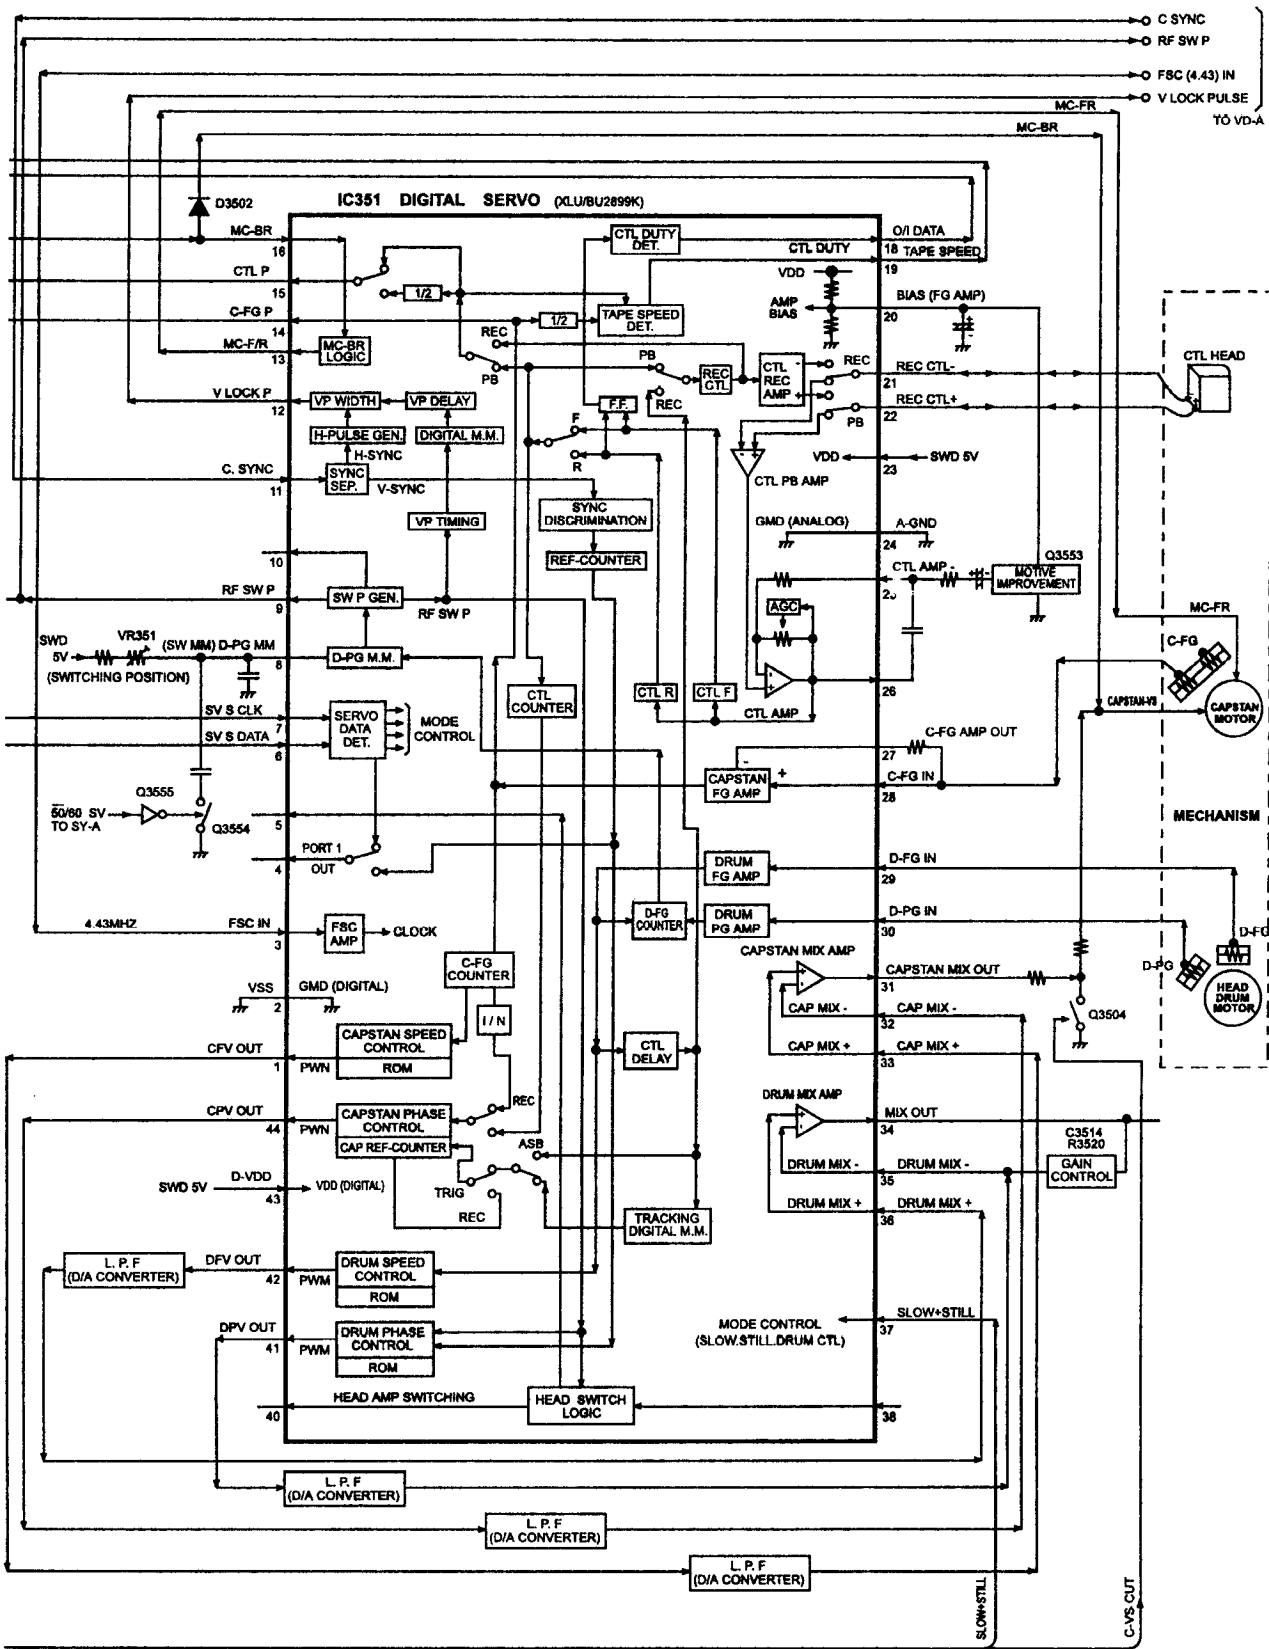 C SYNC
RF SW P
FSC (4.43) IN
V LOCK PULSE
TO VD-A
MC-FR
MC-BR
D3502
IC351 DIGITAL SERVO (XLU/BU2899K)
MC-BR
16
CTL P
15
C-FG P
14
MC-F/R
13
MC-BR
LOGIC
V LOCK P
12
VP WIDTH
VP DELAY
H-PULSE GEN.
DIGITAL M.M.
H-SYNC
C. SYNC
11
SYNC
SEP.
V-SYNC
VP TIMING
SYNC
DISCRIMINATION
REF-COUNTER
10
RF SW P
9
SW P GEN.
RF SW P
SWD
5V
VR351
(SW MM) D-PG MM
8
D-PG M.M.
(SWITCHING POSITION)
SV S CLK
7
SV S DATA
6
SERVO
DATA
DET.
MODE
CONTROL
Q3555
50/60 SV
TO SY-A
Q3554
5
PORT 1
OUT
4
4.43MHZ
FSC IN
3
FSC
AMP
CLOCK
VSS
2
GMD (DIGITAL)
CFV OUT
1
PWN
CAPSTAN SPEED
CONTROL
ROM
CPV OUT
44
PWN
CAPSTAN PHASE
CONTROL
CAP REF-COUNTER
SWD 5V
D-VDD
43
VDD (DIGITAL)
TRIG
REC
REC
ASB
L. P. F
(D/A CONVERTER)
DFV OUT
42
PWM
DRUM SPEED
CONTROL
ROM
DPV OUT
41
PWM
DRUM PHASE
CONTROL
ROM
HEAD AMP SWITCHING
40
HEAD SWITCH
LOGIC
38
1/2
1/2
CTL DUTY
DET.
TAPE SPEED
DET.
CTL DUTY
O/I DATA
18
TAPE SPEED
19
VDD
AMP
BIAS
BIAS (FG AMP)
20
REC
PB
PB
REC
REC
CTL
CTL
REC
AMP
-
+
REC
PB
REC CTL-
21
REC CTL+
22
CTL HEAD
F.F.
F
R
CTL PB AMP
VDD
SWD 5V
23
GMD (ANALOG)
A-GND
24
CTL AMP -
Q3553
MOTIVE
IMPROVEMENT
AGC
26
CTL AMP
CTL R
CTL F
CTL
COUNTER
C-FG AMP OUT
27
C-FG IN
28
CAPSTAN
FG AMP
-
+
MC-FR
C-FG
CAPSTAN-VS
CAPSTAN
MOTOR
MECHANISM
DRUM
FG AMP
D-FG IN
29
D-FG
COUNTER
DRUM
PG AMP
D-PG IN
30
D-FG
D-PG
HEAD
DRUM
MOTOR
C-FG
COUNTER
1 / N
CAPSTAN MIX AMP
CAPSTAN MIX OUT
31
CAP MIX -
CAP MIX -
32
CAP MIX +
CAP MIX +
33
Q3504
CTL
DELAY
DRUM MIX AMP
MIX OUT
34
DRUM MIX -
DRUM MIX -
35
DRUM MIX +
DRUM MIX +
36
C3514
R3520
GAIN
CONTROL
TRACKING
DIGITAL M.M.
MODE CONTROL
(SLOW.STILL.DRUM CTL)
SLOW+STILL
37
L. P. F
(D/A CONVERTER)
L. P. F
(D/A CONVERTER)
L. P. F
(D/A CONVERTER)
SLOW+STILL
C-VS CUT